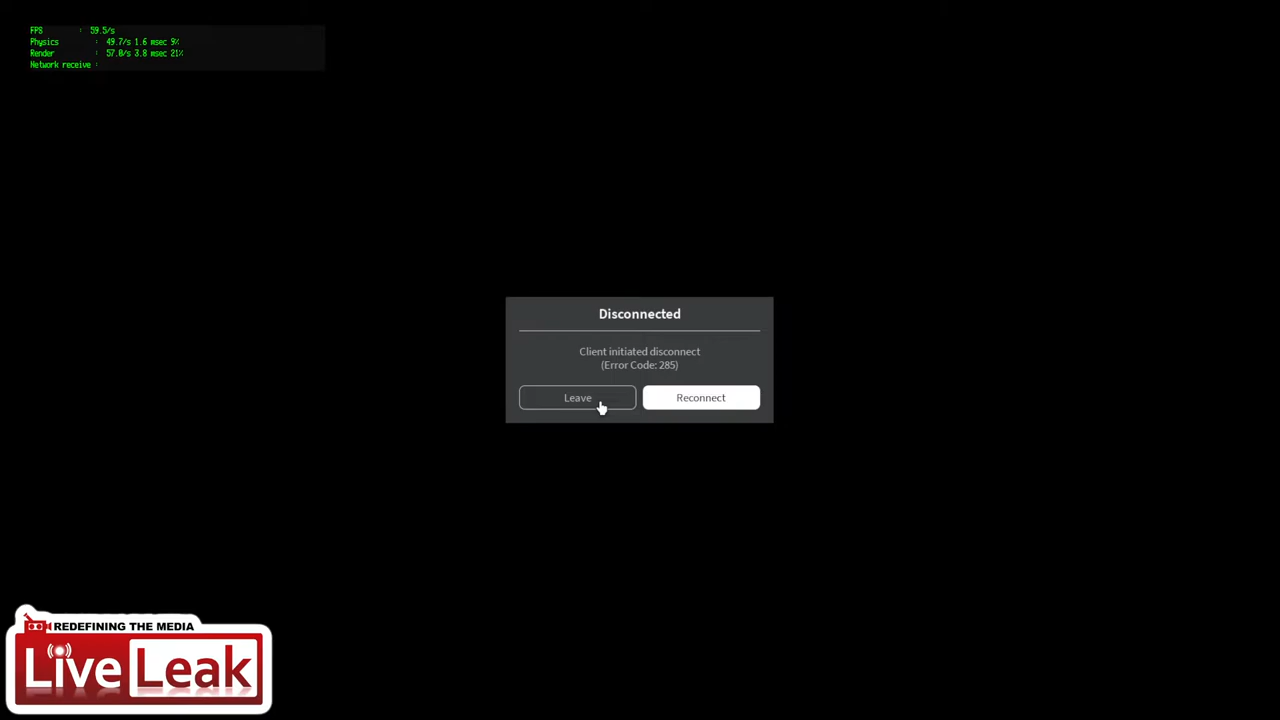 FPS : 59.5/s
Physics : 49.7/s 1.6 msec 9%
Render : 57.0/s 3.8 msec 21%
Network receive :
Disconnected
Client initiated disconnect
(Error Code: 285)
Leave
Reconnect
REDEFINING THE MEDIA
LiveLeak